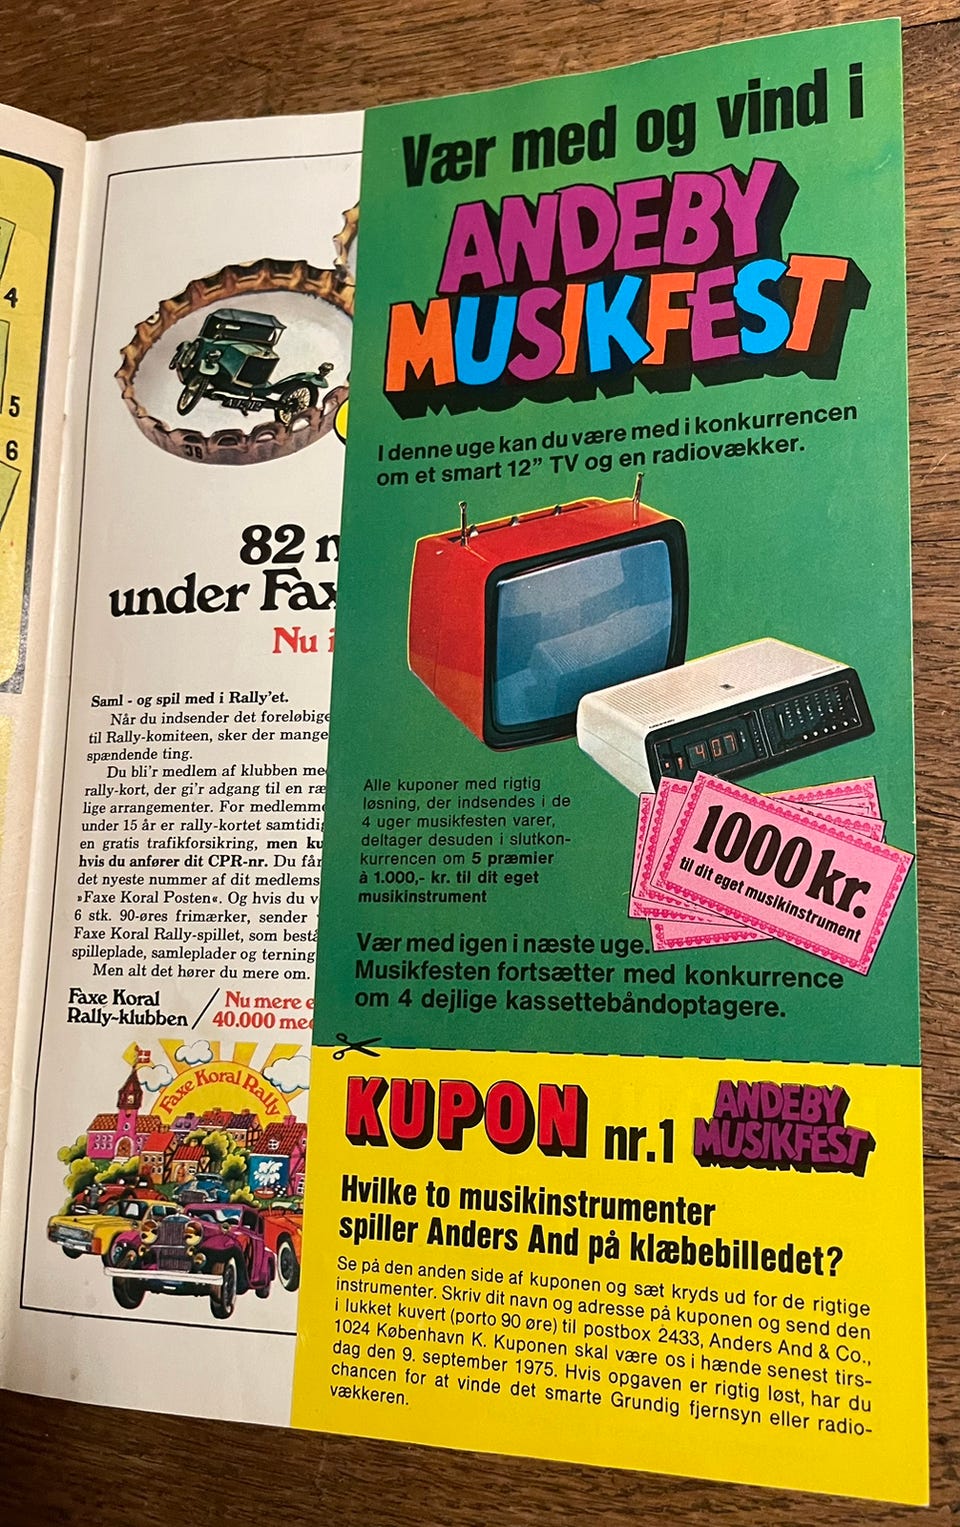 4
5
6
82
under
Nu
Saml - og spil med i Rally'et.
Når du indsender det foreløbige
til Rally-komiteen, sker der mange
spændende ting.
Du bli'r medlem af klubben
rally-kort, der gi'r adgang til en
lige arrangementer. For
under 15 år er rally-kortet
en gratis trafikforsikring, men
hvis du anfører dit CPR-nr. Du får
det nyeste nummer af dit
»Faxe Koral Posten«. Og hvis du
6 stk. 90-øres frimærker, sender
Faxe Koral Rally-spillet, som
spilleplade, samleplader og terning
Men alt det hører du mere om.
Faxe Koral
Rally-klubben
Nu mere
40.000
Faxe Koral Rally
Vær med og vind i
ANDEBY
MUSIKFEST
I denne uge kan du være med i konkurrencen
om et smart 12" TV og en radiovækker.
4 07
Alle kuponer med rigtig
løsning, der indsendes i de
4 uger musikfesten varer,
deltager desuden i slutkon-
kurrencen om 5 præmier
à 1.000,- kr. til dit eget
musikinstrument
1000 kr.
til dit eget musikinstrument
Vær med igen i næste uge.
Musikfesten fortsætter med konkurrence
om 4 dejlige kassettebåndoptagere.
KUPON nr.1
ANDEBY
MUSIKFEST
Hvilke to musikinstrumenter
spiller Anders And på klæbebilledet?
Se på den anden side af kuponen og sæt kryds ud for de rigtige
instrumenter. Skriv dit navn og adresse på kuponen og send den
i lukket kuvert (porto 90 øre) til postbox 2433, Anders And & Co.,
1024 København K. Kuponen skal være os i hænde senest tirs-
dag den 9. september 1975. Hvis opgaven er rigtig løst, har du
chancen for at vinde det smarte Grundig fjernsyn eller radio-
vækkeren.